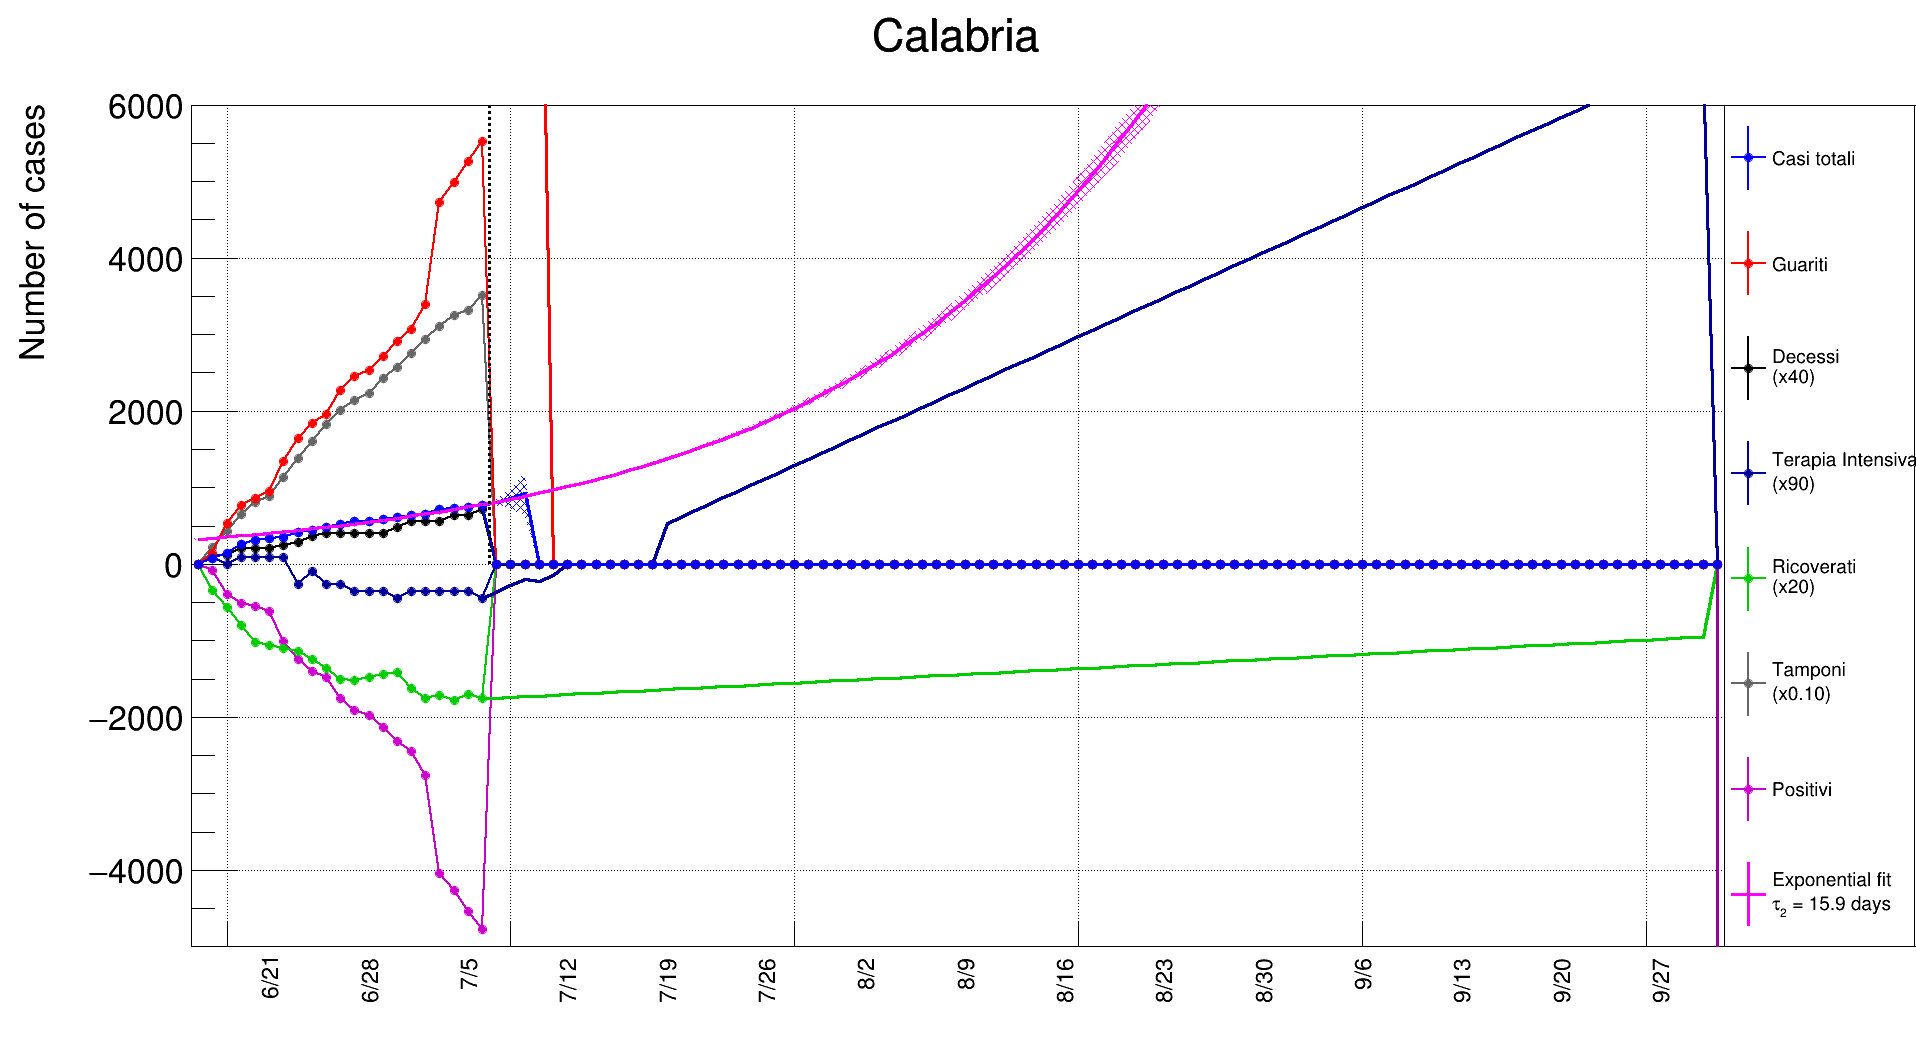 Calabria
Number of cases
6000
4000
2000
0
−2000
−4000
6/21
6/28
7/5
7/12
7/19
7/26
8/2
8/9
8/16
8/23
8/30
9/6
9/13
9/20
9/27
Casi totali
Guariti
Decessi
(x40)
Terapia Intensiva
(x90)
Ricoverati
(x20)
Tamponi
(x0.10)
Positivi
Exponential fit
τ₂ = 15.9 days